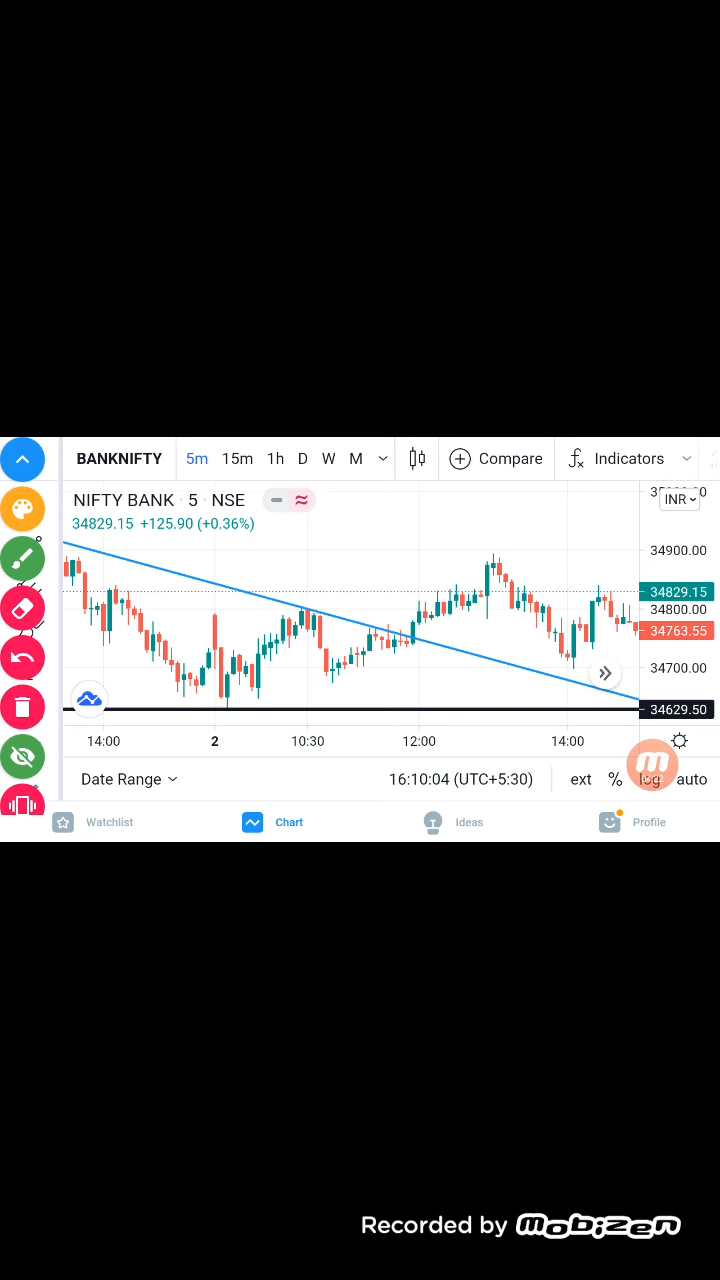 BANKNIFTY 5m 15m 1h D W M Compare Indicators
NIFTY BANK · 5 · NSE
INR
34829.15 +125.90 (+0.36%)
34900.00
34829.15
34800.00
34763.55
34700.00
34629.50
14:00 2 10:30 12:00 14:00
Date Range 16:10:04 (UTC+5:30) ext % log auto
Watchlist Chart Ideas Profile
Recorded by mobizen